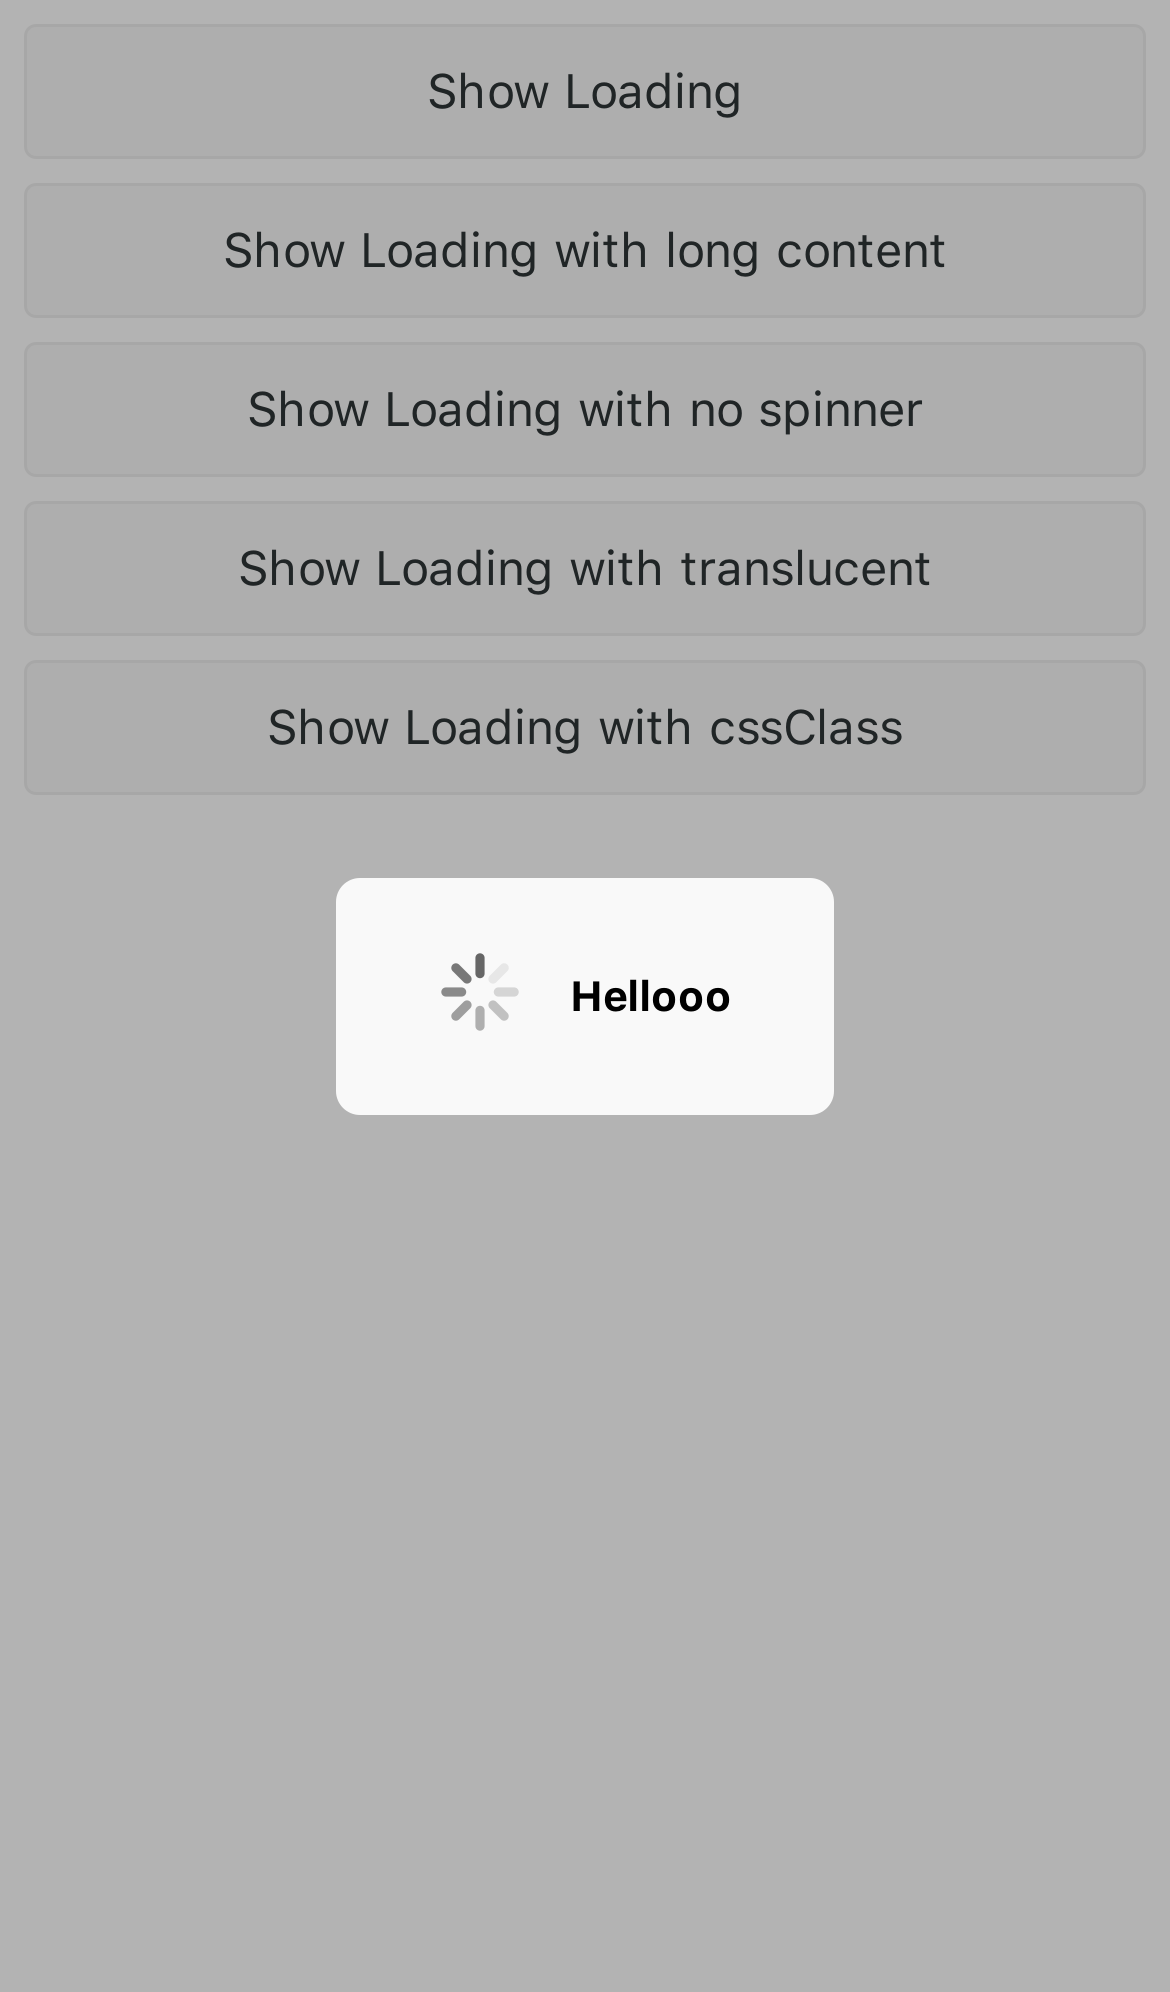 Show Loading
Show Loading with long content
Show Loading with no spinner
Show Loading with translucent
Show Loading with cssClass
Hellooo